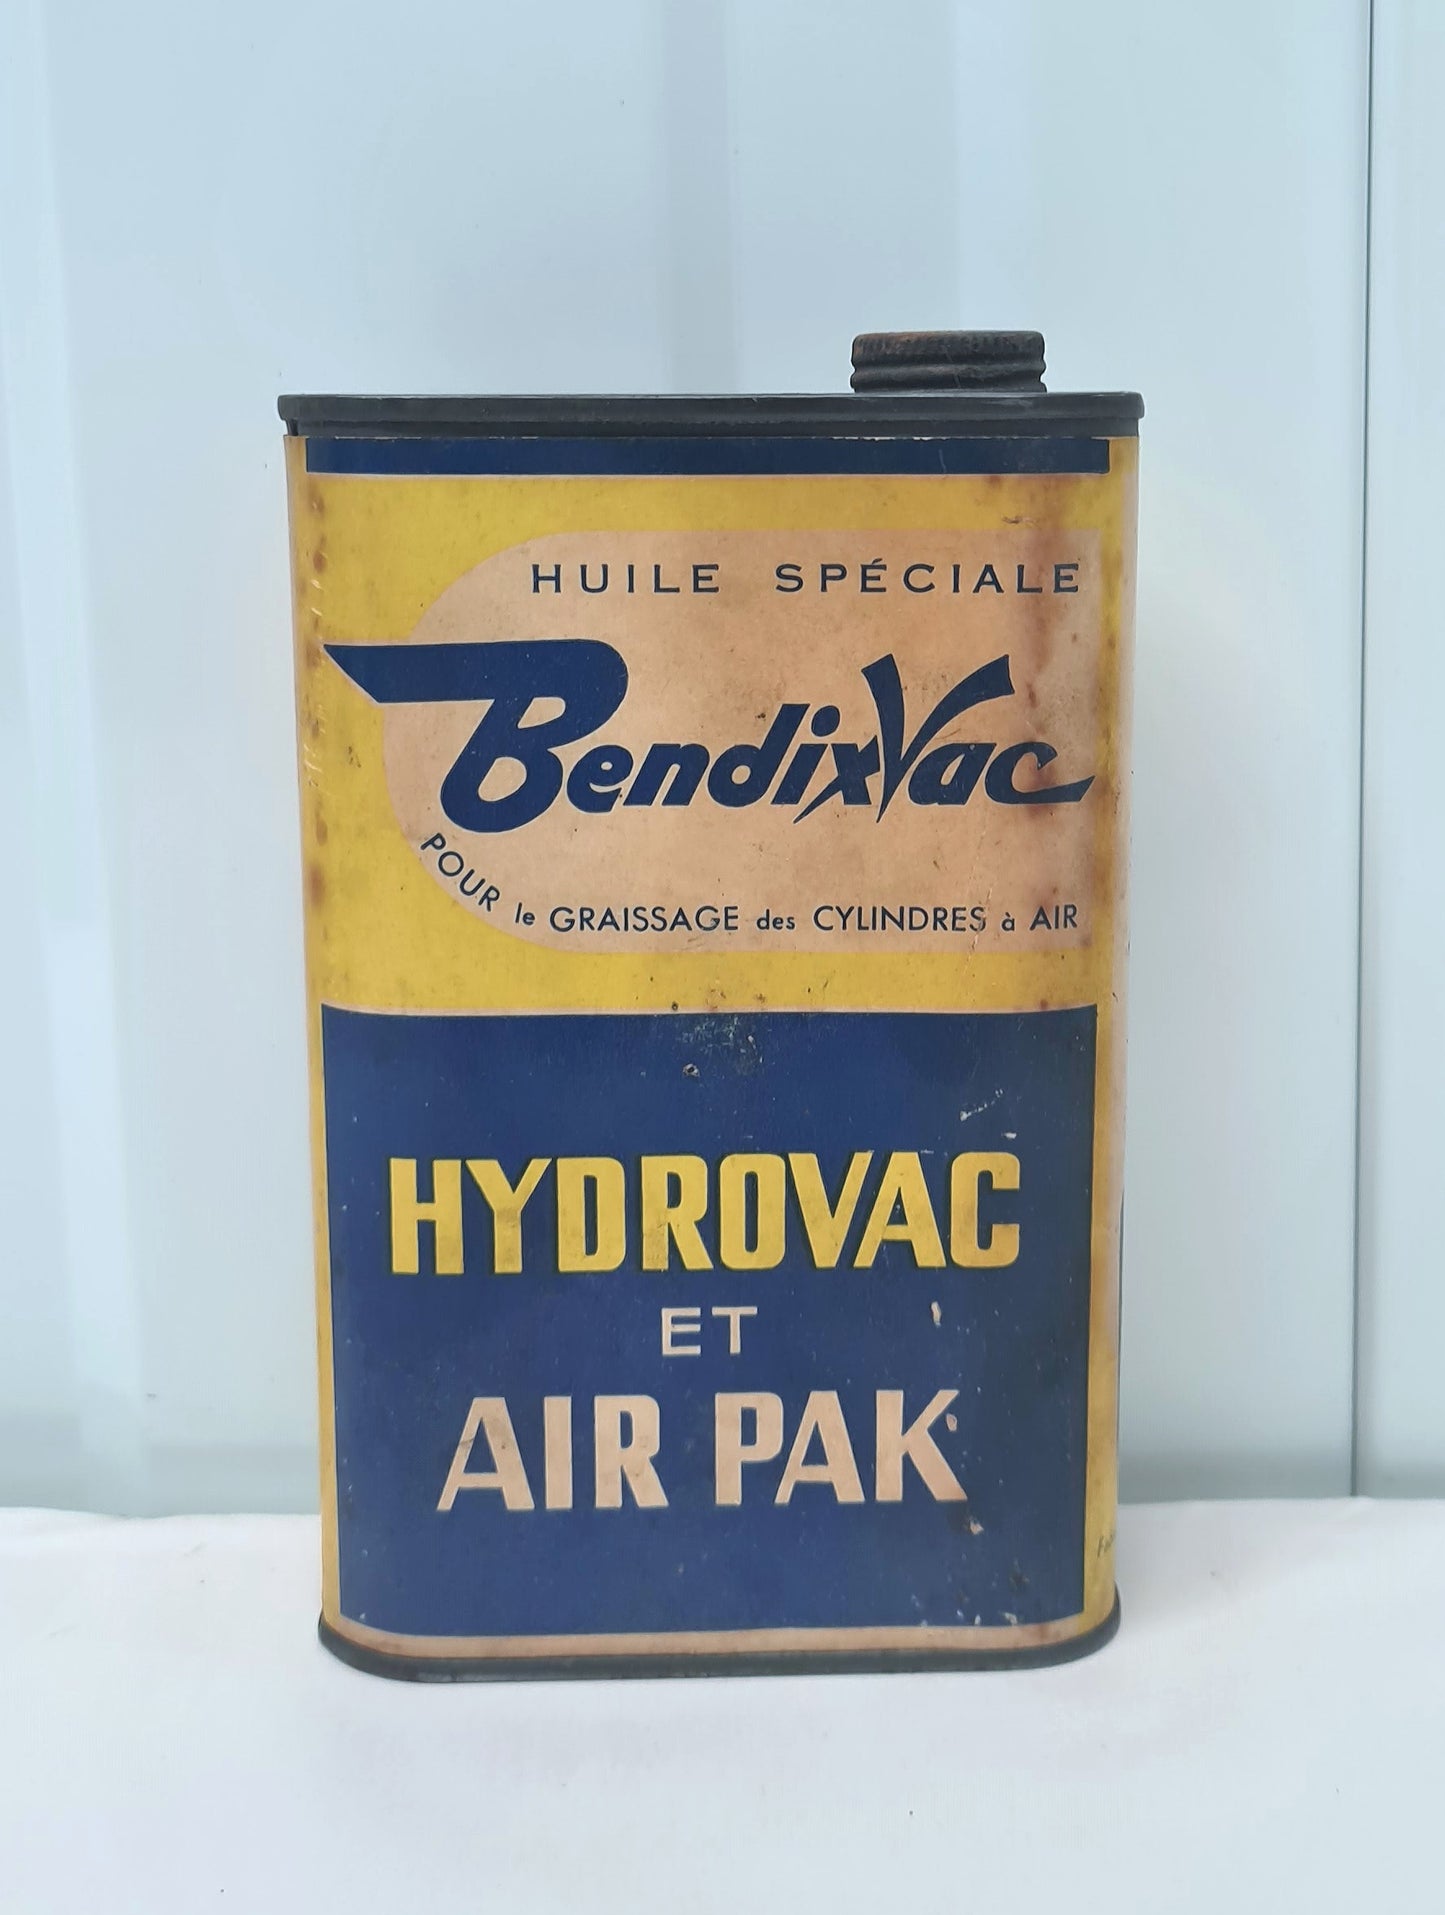 HUILE SPÉCIALE
BendixVac
POUR le GRAISSAGE des CYLINDRES à AIR
HYDROVAC
ET
AIR PAK